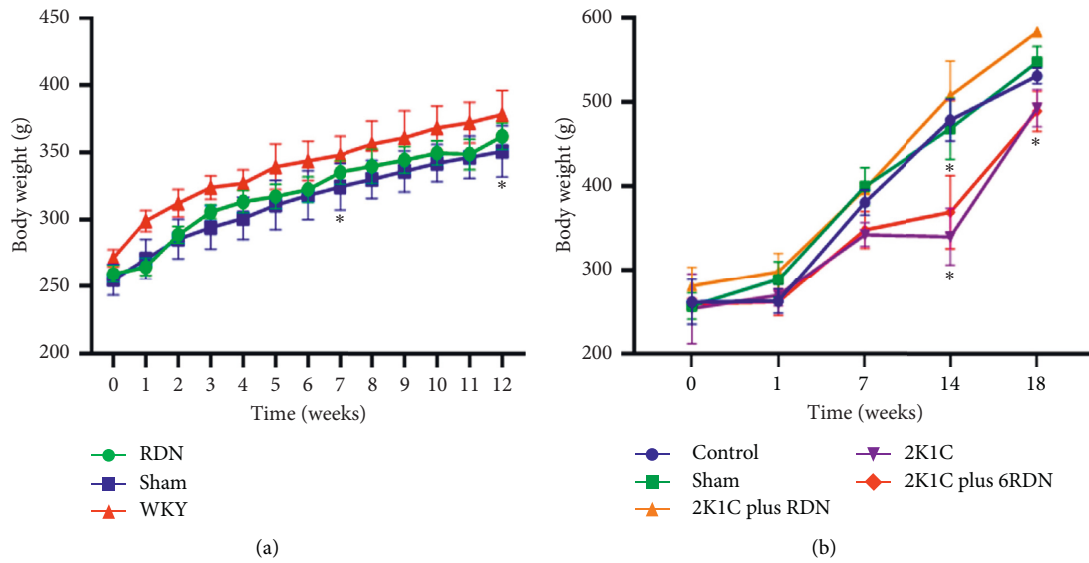 450
400
350
300
250
200
Body weight (g)
*
*
0 1 2 3 4 5 6 7 8 9 10 11 12
Time (weeks)
RDN
Sham
WKY
(a)
600
500
400
300
200
Body weight (g)
*
*
*
0 1 7 14 18
Time (weeks)
Control
Sham
2K1C plus RDN
2K1C
2K1C plus 6RDN
(b)